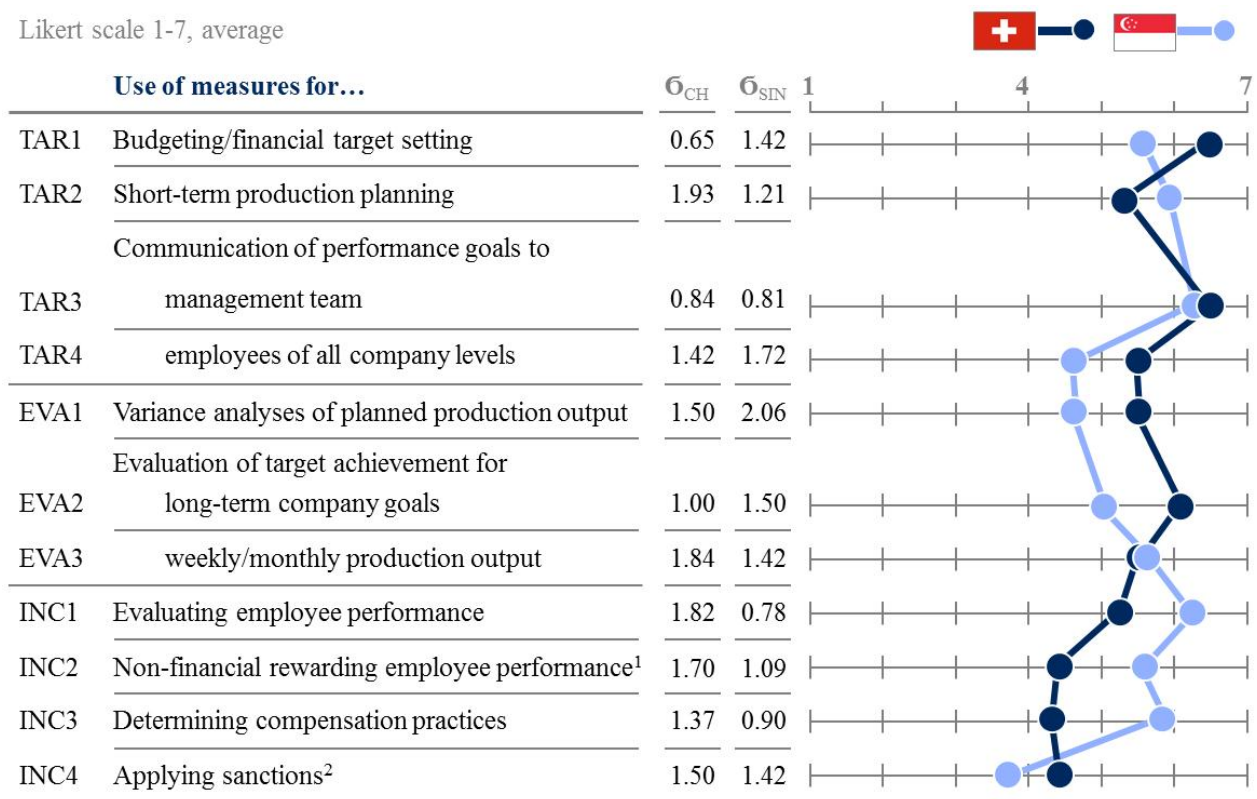 Likert scale 1-7, average
Use of measures for… ϬCH ϬSIN 1 4 7
TAR1 Budgeting/financial target setting 0.65 1.42
TAR2 Short-term production planning 1.93 1.21
Communication of performance goals to
TAR3 management team 0.84 0.81
TAR4 employees of all company levels 1.42 1.72
EVA1 Variance analyses of planned production output 1.50 2.06
Evaluation of target achievement for
EVA2 long-term company goals 1.00 1.50
EVA3 weekly/monthly production output 1.84 1.42
INC1 Evaluating employee performance 1.82 0.78
INC2 Non-financial rewarding employee performance¹ 1.70 1.09
INC3 Determining compensation practices 1.37 0.90
INC4 Applying sanctions² 1.50 1.42